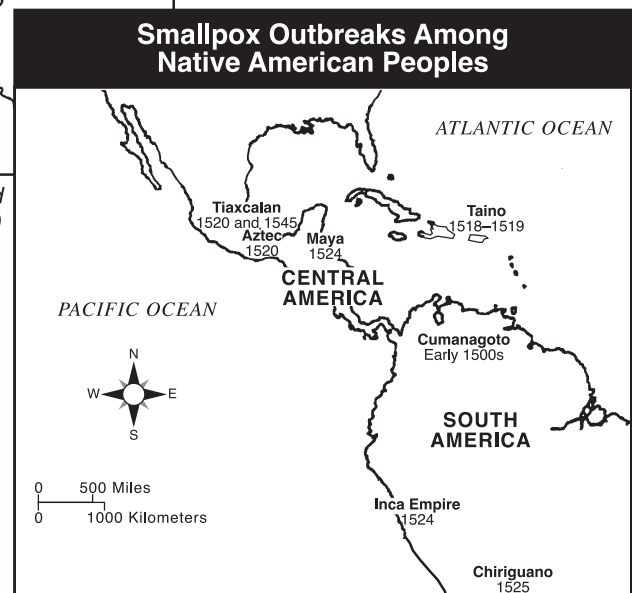 Smallpox Outbreaks Among
Native American Peoples
ATLANTIC OCEAN
Tiaxcalan
1520 and 1545
Aztec
1520
Maya
1524
Taino
1518–1519
CENTRAL
AMERICA
PACIFIC OCEAN
Cumanagoto
Early 1500s
N
W
E
S
SOUTH
AMERICA
0 500 Miles
0 1000 Kilometers
Inca Empire
1524
Chiriguano
1525